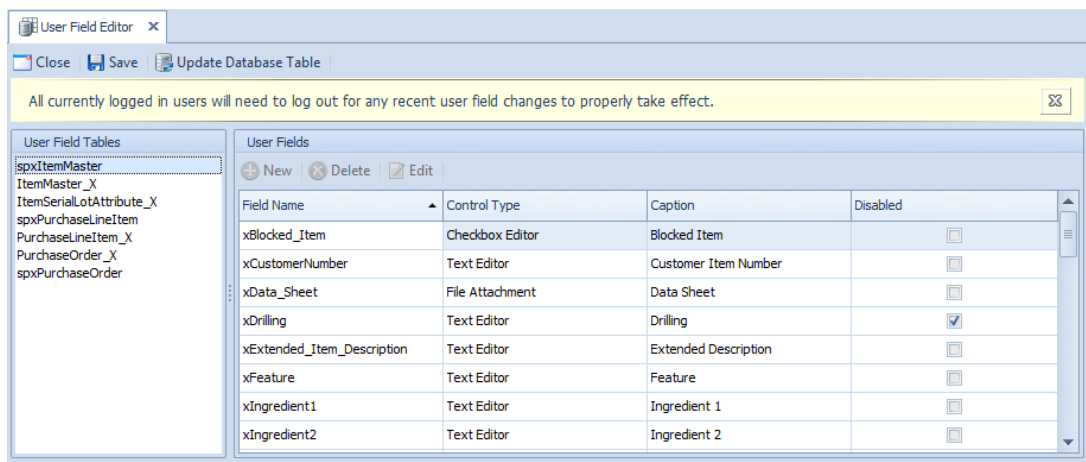 User Field Editor
Close Save Update Database Table
All currently logged in users will need to log out for any recent user field changes to properly take effect.
User Field Tables
spxItemMaster
ItemMaster_X
ItemSerialLotAttribute_X
spxPurchaseLineItem
PurchaseLineItem_X
PurchaseOrder_X
spxPurchaseOrder
User Fields
New Delete Edit
Field Name Control Type Caption Disabled
xBlocked_Item Checkbox Editor Blocked Item
xCustomerNumber Text Editor Customer Item Number
xData_Sheet File Attachment Data Sheet
xDrilling Text Editor Drilling
xExtended_Item_Description Text Editor Extended Description
xFeature Text Editor Feature
xIngredient1 Text Editor Ingredient 1
xIngredient2 Text Editor Ingredient 2